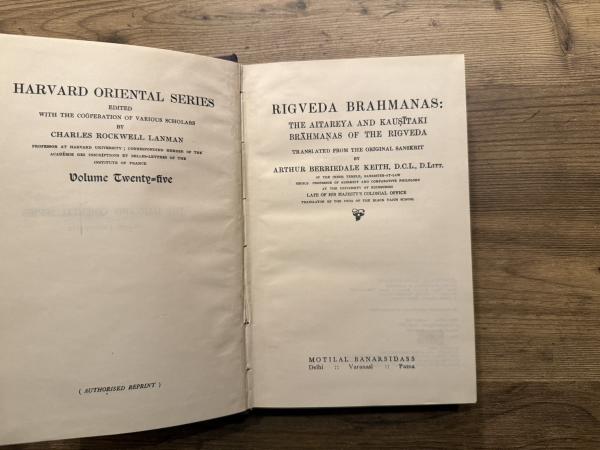 HARVARD ORIENTAL SERIES
EDITED
WITH THE COÖPERATION OF VARIOUS SCHOLARS
BY
CHARLES ROCKWELL LANMAN
PROFESSOR AT HARVARD UNIVERSITY; CORRESPONDING MEMBER OF THE
ACADÉMIE DES INSCRIPTIONS ET BELLES-LETTRES OF THE
INSTITUTE OF FRANCE
Volume Twenty-five
( AUTHORISED REPRINT )
RIGVEDA BRAHMANAS:
THE AITAREYA AND KAUṢĪTAKI
BRĀHMAṆAS OF THE RIGVEDA
TRANSLATED FROM THE ORIGINAL SANSKRIT
BY
ARTHUR BERRIEDALE KEITH, D.C.L., D.LITT.
OF THE INNER TEMPLE, BARRISTER-AT-LAW
REGIUS PROFESSOR OF SANSKRIT AND COMPARATIVE PHILOLOGY
AT THE UNIVERSITY OF EDINBURGH
LATE OF HIS MAJESTY'S COLONIAL OFFICE
TRANSLATOR OF THE VEDA OF THE BLACK YAJUS SCHOOL
MOTILAL BANARSIDASS
Delhi :: Varanasi :: Patna